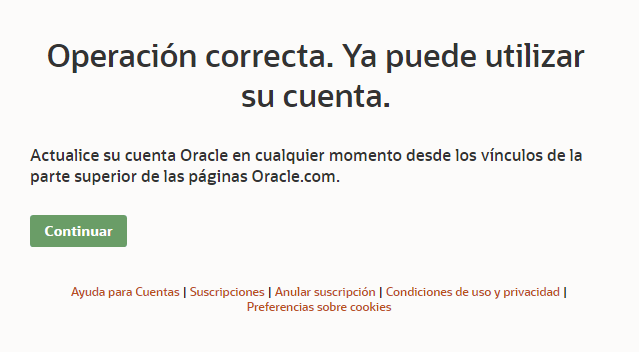 Operación correcta. Ya puede utilizar
su cuenta.
Actualice su cuenta Oracle en cualquier momento desde los vínculos de la
parte superior de las páginas Oracle.com.
Continuar
Ayuda para Cuentas | Suscripciones | Anular suscripción | Condiciones de uso y privacidad |
Preferencias sobre cookies